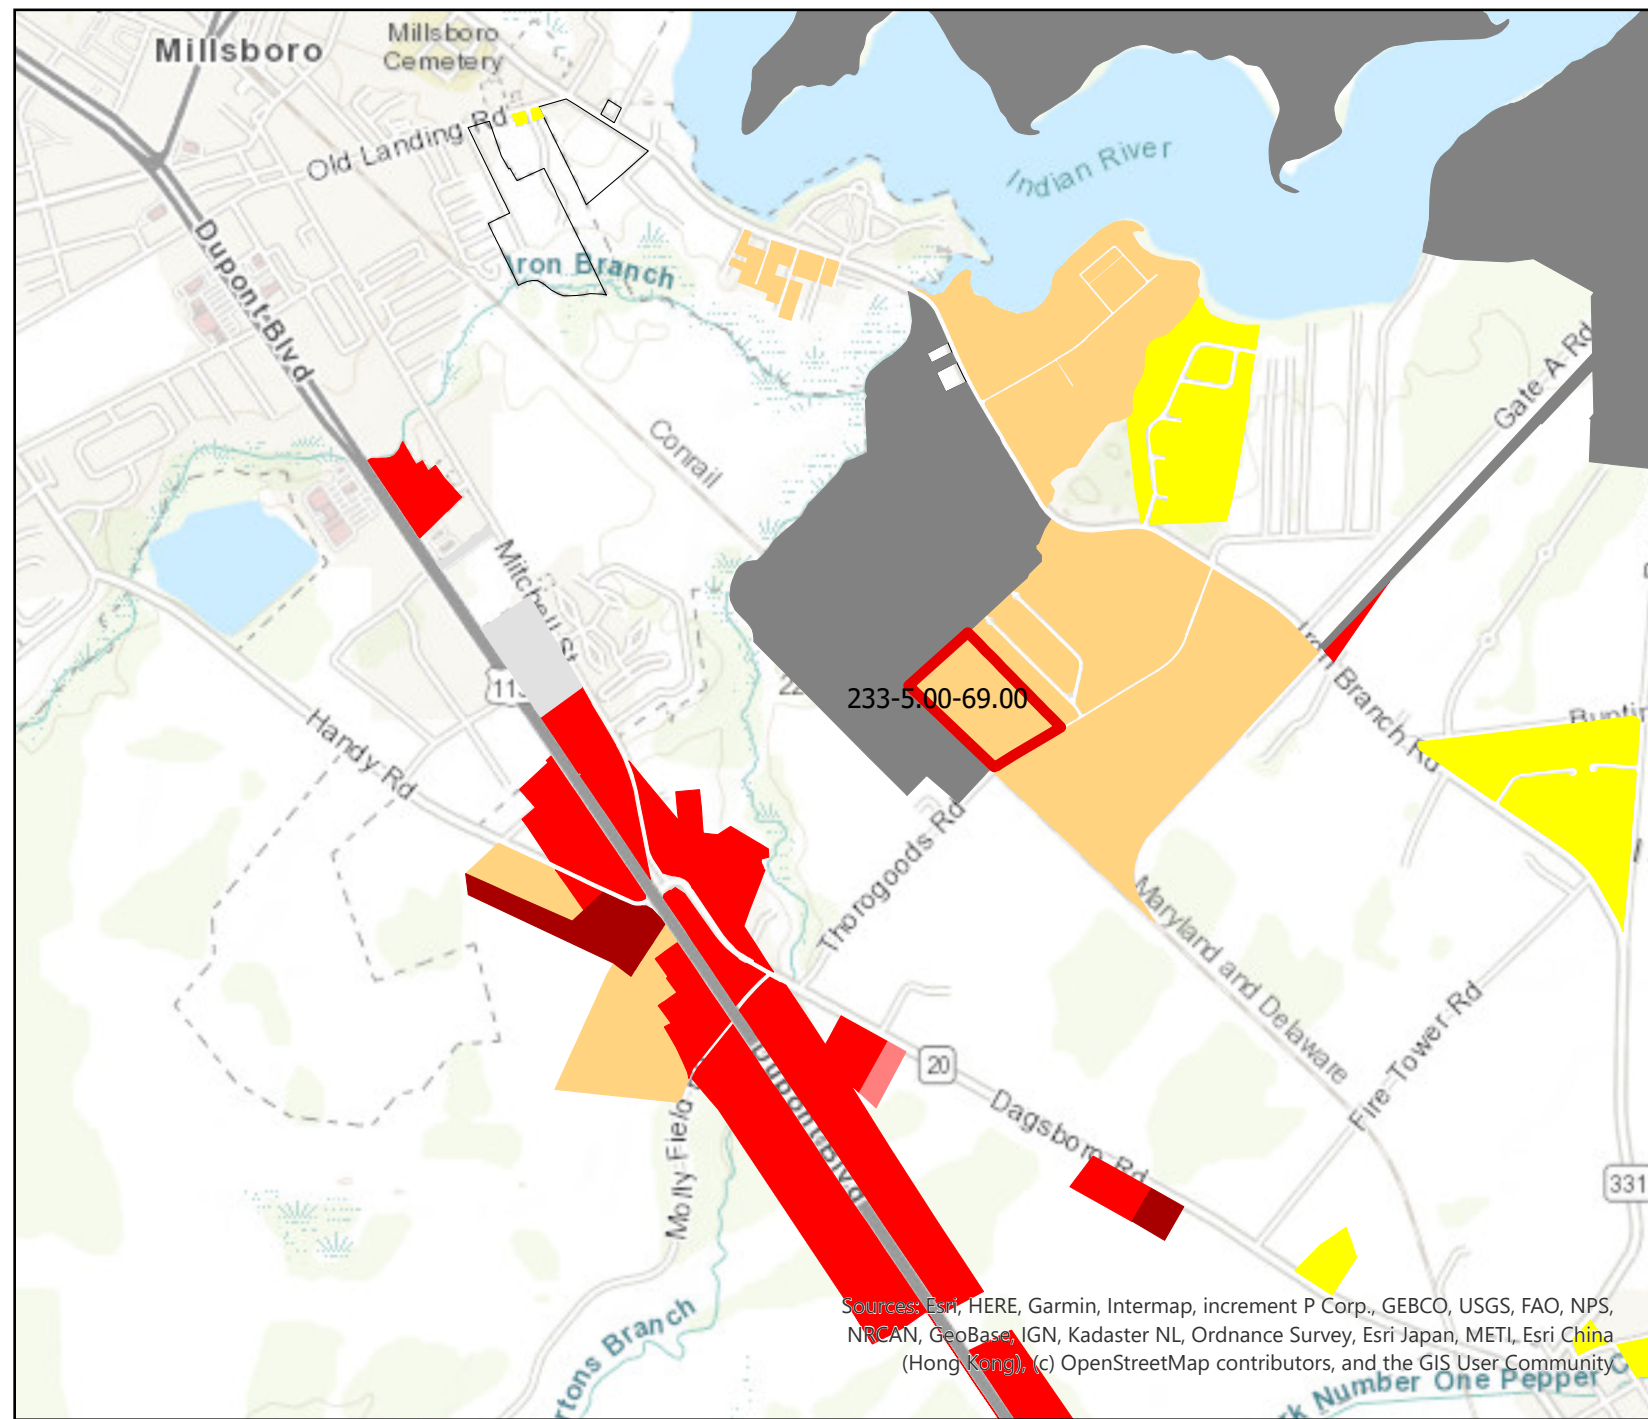 Millsboro
Millsboro
Cemetery
Old Landing Rd
Indian River
Dupont Blvd
Iron Branch
Gate A Rd
Conrail
Mitchell St
Iron Branch Rd
113
233-5.00-69.00
Handy Rd
Thorogoods Rd
Maryland and Delaware
Fire Tower Rd
20
Dupont Blvd
Dagsboro Rd
Molly Field
331
Sources: Esri, HERE, Garmin, Intermap, increment P Corp., GEBCO, USGS, FAO, NPS,
NRCAN, GeoBase, IGN, Kadaster NL, Ordnance Survey, Esri Japan, METI, Esri China
(Hong Kong), (c) OpenStreetMap contributors, and the GIS User Community
rtons Branch
rk Number One Pepper